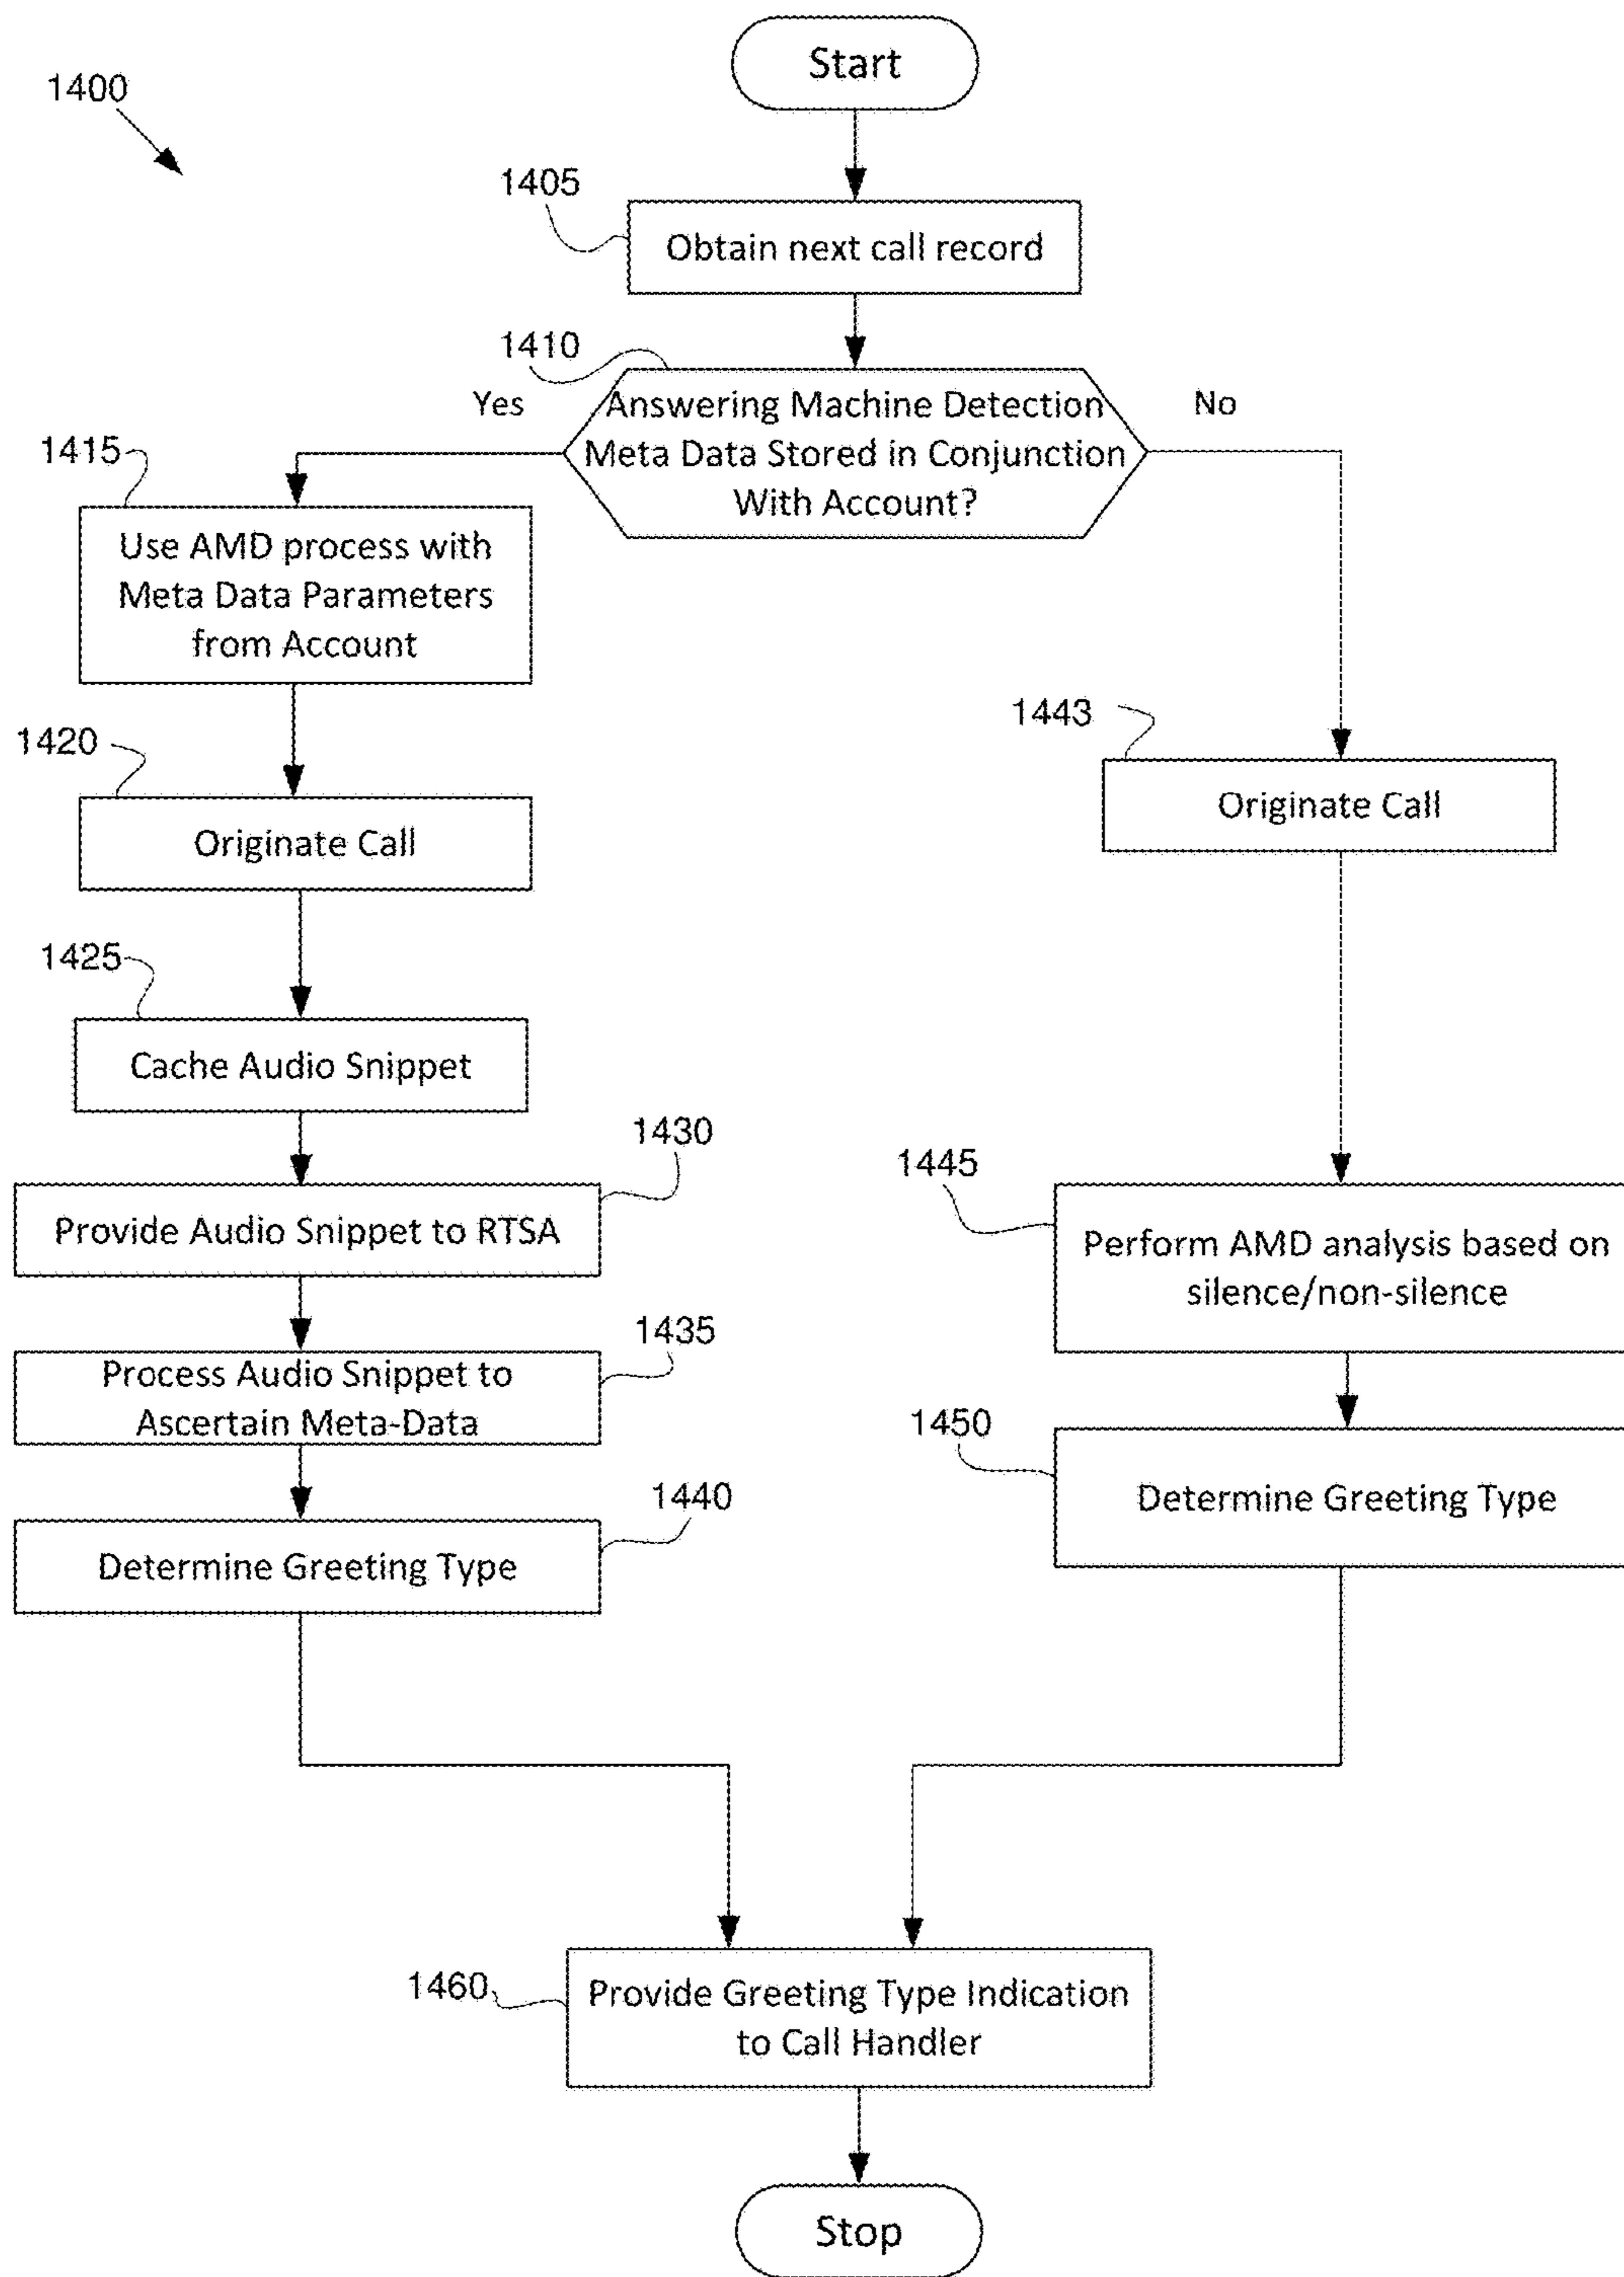 Start
1400
1405
Obtain next call record
1410
Yes
Answering Machine Detection
Meta Data Stored in Conjunction
With Account?
No
1415
Use AMD process with
Meta Data Parameters
from Account
1420
Originate Call
1443
Originate Call
1425
Cache Audio Snippet
1430
Provide Audio Snippet to RTSA
1445
Perform AMD analysis based on
silence/non-silence
1435
Process Audio Snippet to
Ascertain Meta-Data
1450
Determine Greeting Type
1440
Determine Greeting Type
1460
Provide Greeting Type Indication
to Call Handler
Stop